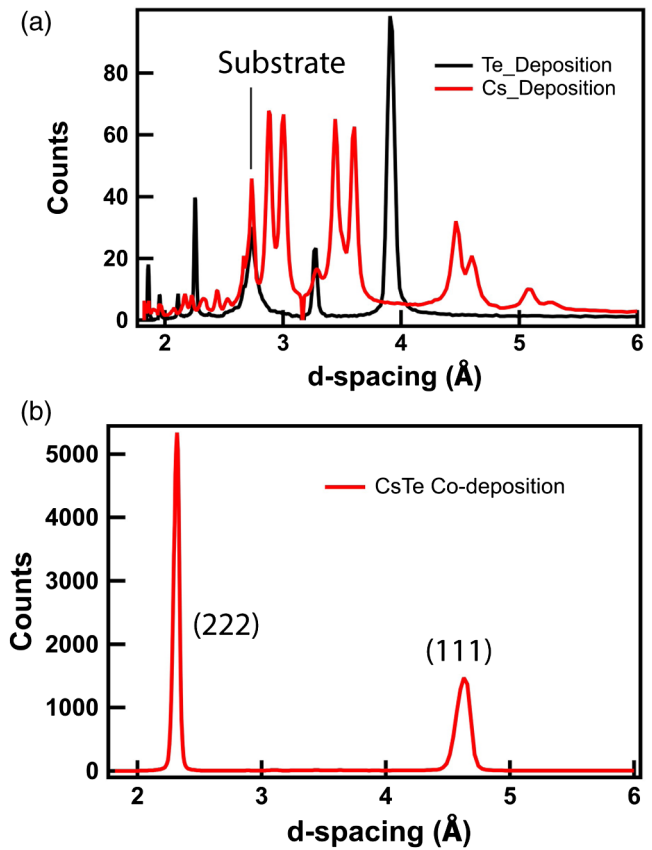 (a)
Substrate
Te_Deposition
Cs_Deposition
80
60
40
20
0
Counts
2 3 4 5 6
d-spacing (Å)
(b)
5000
4000
3000
2000
1000
0
Counts
CsTe Co-deposition
(222)
(111)
2 3 4 5 6
d-spacing (Å)